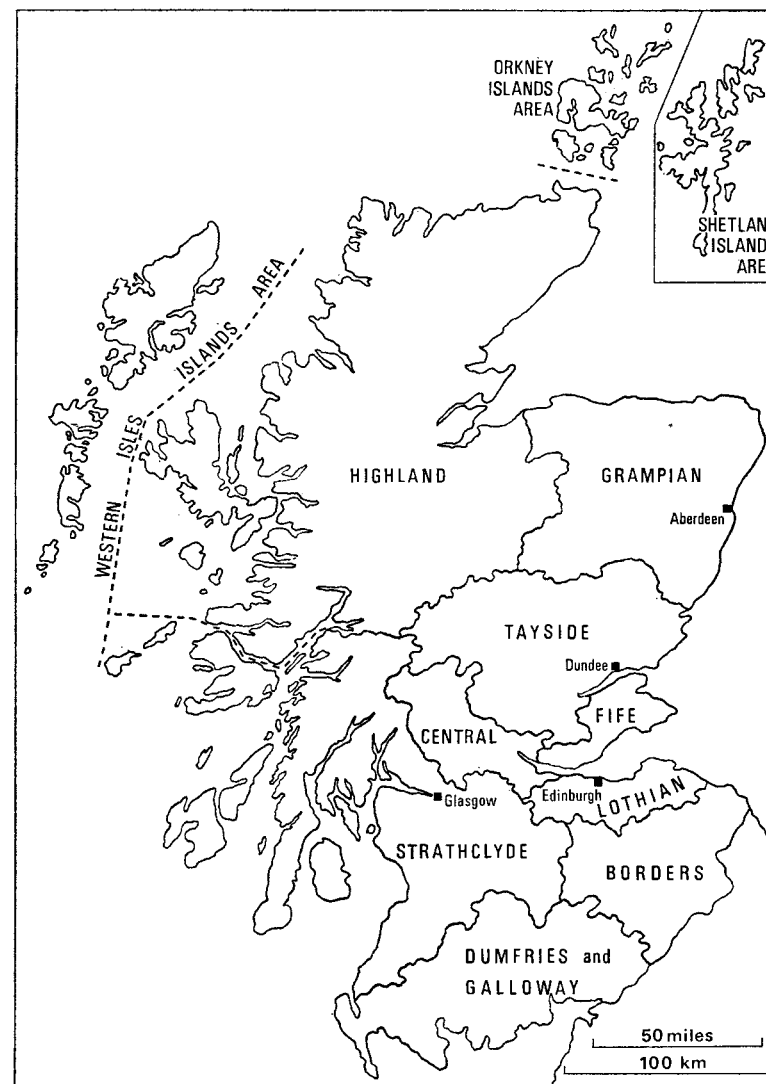 ORKNEY
ISLANDS
AREA
SHETLAN
ISLAND
ARE
WESTERN ISLES ISLANDS AREA
HIGHLAND
GRAMPIAN
Aberdeen
TAYSIDE
Dundee
FIFE
CENTRAL
Edinburgh
LOTHIAN
Glasgow
STRATHCLYDE
BORDERS
DUMFRIES and
GALLOWAY
50 miles
100 km